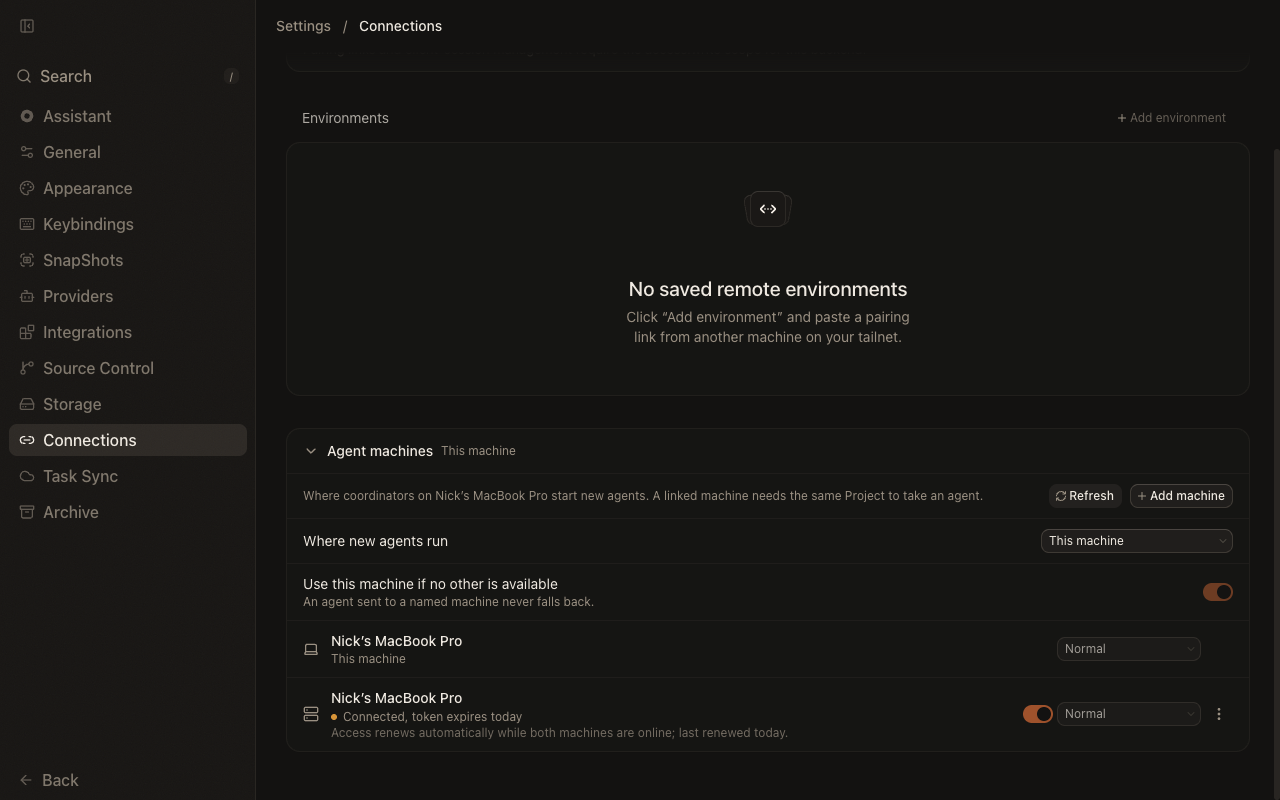 Settings / Connections
Search /
Assistant
General
Appearance
Keybindings
SnapShots
Providers
Integrations
Source Control
Storage
Connections
Task Sync
Archive
Back
Environments
+ Add environment
No saved remote environments
Click “Add environment” and paste a pairing
link from another machine on your tailnet.
Agent machines This machine
Where coordinators on Nick’s MacBook Pro start new agents. A linked machine needs the same Project to take an agent.
Refresh
+ Add machine
Where new agents run
This machine
Use this machine if no other is available
An agent sent to a named machine never falls back.
Nick’s MacBook Pro
This machine
Normal
Nick’s MacBook Pro
Connected, token expires today
Access renews automatically while both machines are online; last renewed today.
Normal